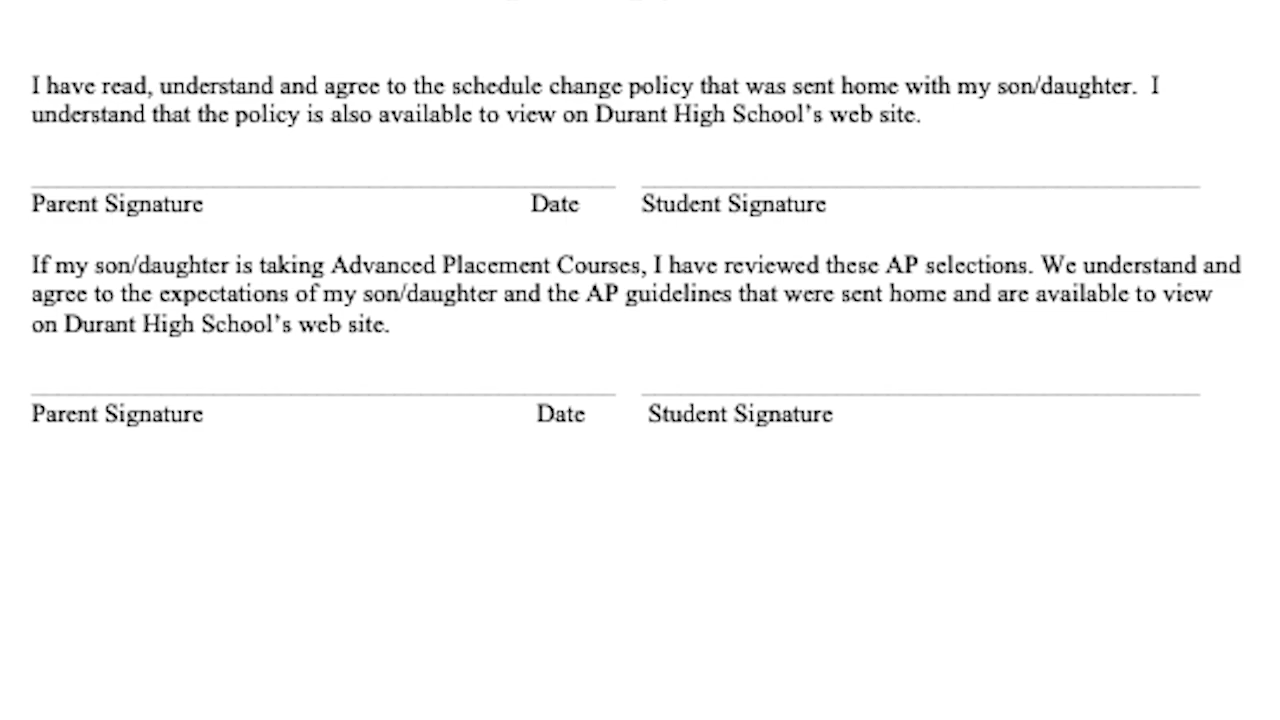 I have read, understand and agree to the schedule change policy that was sent home with my son/daughter.  I
understand that the policy is also available to view on Durant High School's web site.
Parent Signature Date Student Signature
If my son/daughter is taking Advanced Placement Courses, I have reviewed these AP selections. We understand and
agree to the expectations of my son/daughter and the AP guidelines that were sent home and are available to view
on Durant High School's web site.
Parent Signature Date Student Signature